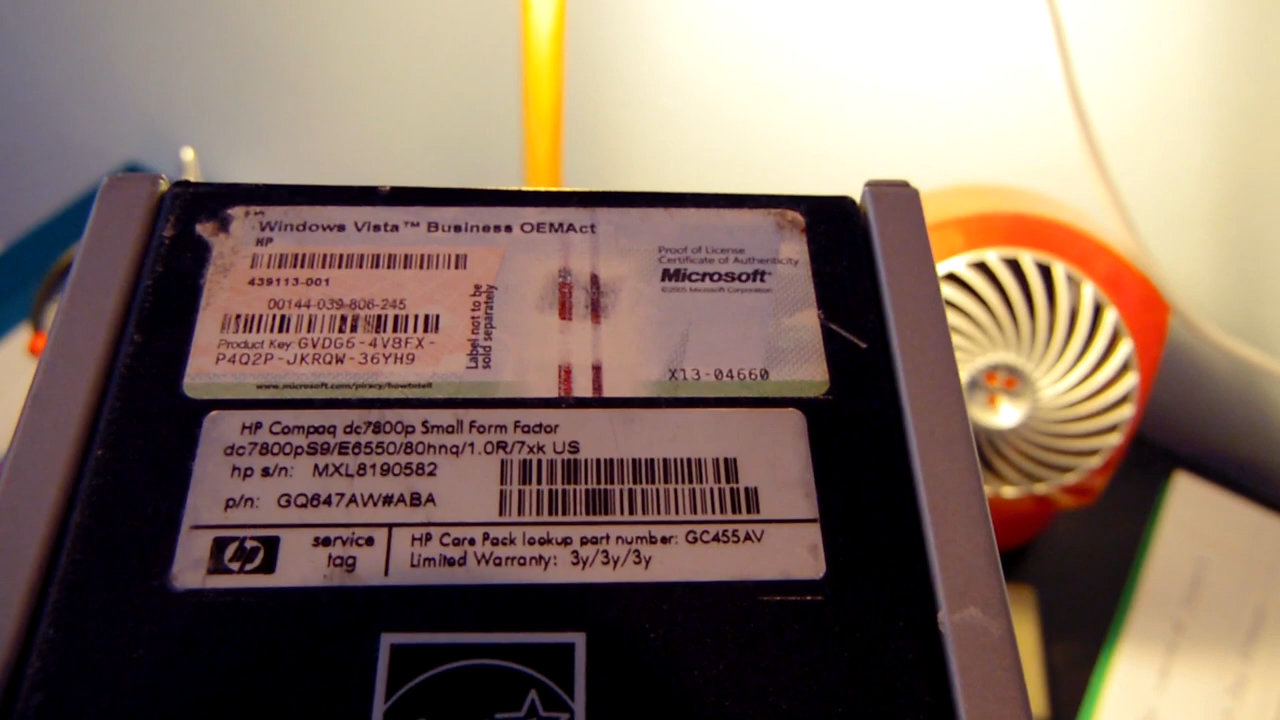 Windows Vista™ Business OEMAct
HP
439113-001
00144-039-806-245
Product Key: GVDG6-4V8FX-
P4Q2P-JKRQW-36YH9
Label not to be
sold separately
www.microsoft.com/piracy/howtotell
Proof of License
Certificate of Authenticity
Microsoft®
©2005 Microsoft Corporation
X13-04660
HP Compaq dc7800p Small Form Factor
dc7800pS9/E6550/80hnq/1.0R/7xk US
hp s/n: MXL8190582
p/n: GQ647AW#ABA
hp
service
tag
HP Care Pack lookup part number: GC455AV
Limited Warranty: 3y/3y/3y